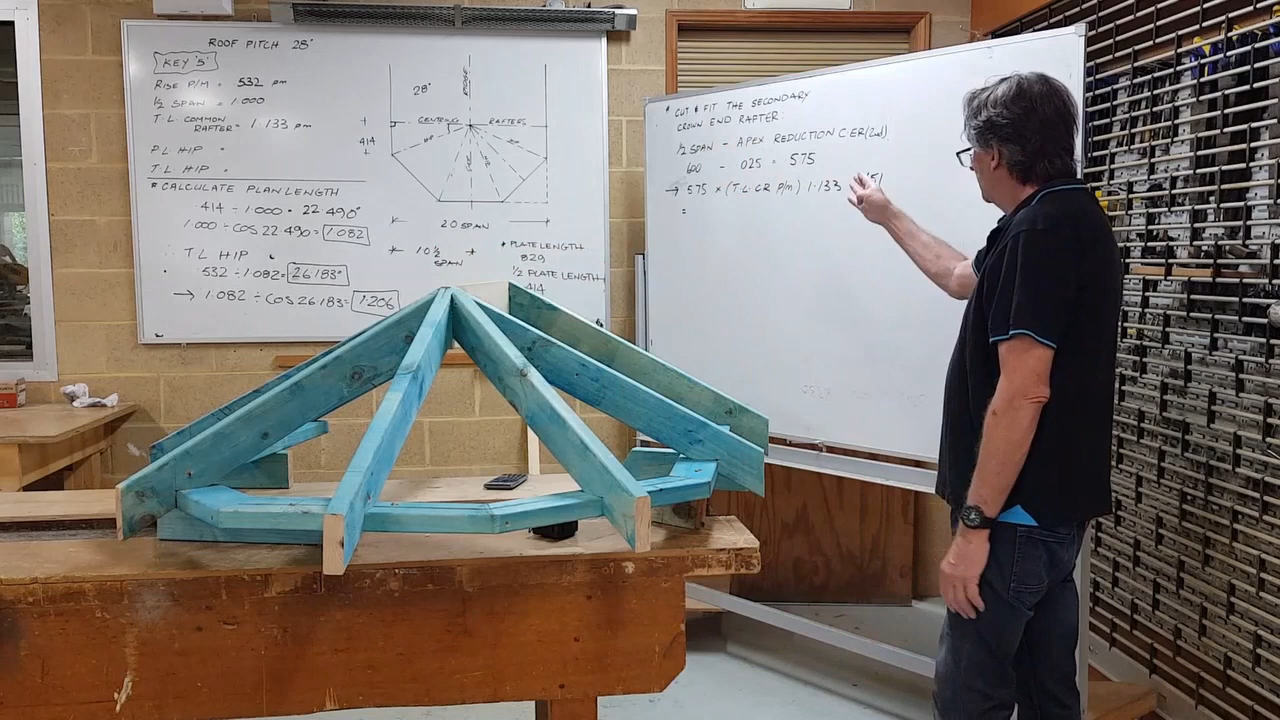 ROOF PITCH 28°
KEY '5'
RISE P/M = 532 pm
1/2 SPAN = 1.000
T.L. COMMON
RAFTER = 1.133 pm
P.L HIP =
T.L HIP =
* CALCULATE PLAN LENGTH
.414 ÷ 1.000 = 22.490°
1.000 ÷ COS 22.490 = 1.082
T L HIP
532 ÷ 1.082 = 26.183°
→ 1.082 ÷ COS 26.183 = 1.206
28°
RIDGE
CENTRING RAFTERS
414
2.0 SPAN
1.0 1/2
SPAN
* PLATE LENGTH
829
1/2 PLATE LENGTH
414
* CUT & FIT THE SECONDARY
CROWN END RAFTER:
1/2 SPAN - APEX REDUCTION C.E.R (2nd)
600 - 025 = 575
→ 575 × (T.L. CR P/m) 1.133
=